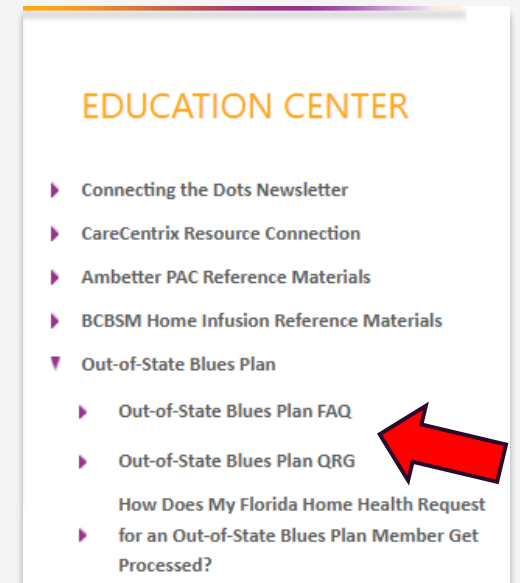 EDUCATION CENTER
Connecting the Dots Newsletter
CareCentrix Resource Connection
Ambetter PAC Reference Materials
BCBSM Home Infusion Reference Materials
Out-of-State Blues Plan
Out-of-State Blues Plan FAQ
Out-of-State Blues Plan QRG
How Does My Florida Home Health Request
for an Out-of-State Blues Plan Member Get
Processed?